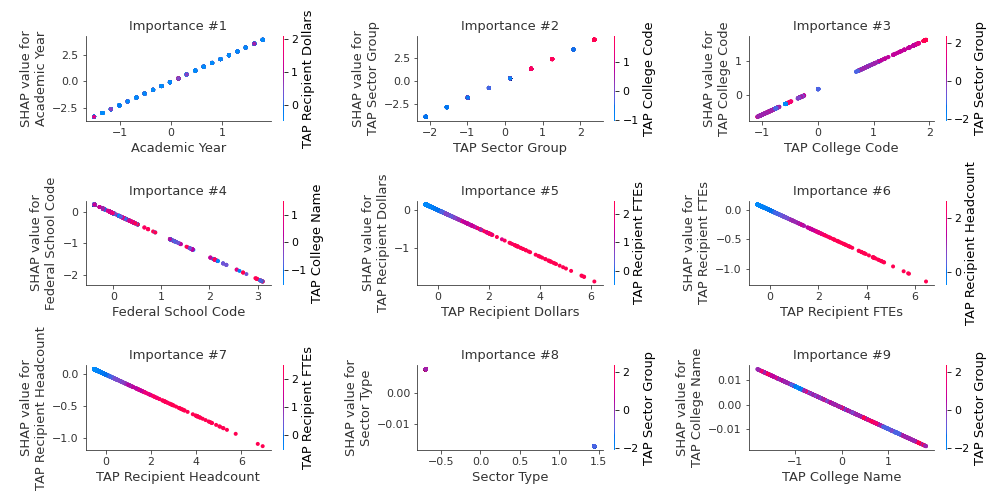 Importance #1
SHAP value for
Academic Year
2.5
0.0
−2.5
−1
0
1
Academic Year
2
1
0
TAP Recipient Dollars
Importance #2
SHAP value for
TAP Sector Group
2.5
0.0
−2.5
−2
−1
0
1
2
TAP Sector Group
1
0
−1
TAP College Code
Importance #3
SHAP value for
TAP College Code
1
0
−1
0
1
2
TAP College Code
2
0
−2
TAP Sector Group
Importance #4
SHAP value for
Federal School Code
0
−1
−2
0
1
2
3
Federal School Code
1
0
−1
TAP College Name
Importance #5
SHAP value for
TAP Recipient Dollars
0
−1
0
2
4
6
TAP Recipient Dollars
2
1
0
TAP Recipient FTEs
Importance #6
SHAP value for
TAP Recipient FTEs
0.0
−0.5
−1.0
0
2
4
6
TAP Recipient FTEs
2
0
TAP Recipient Headcount
Importance #7
SHAP value for
TAP Recipient Headcount
0.0
−0.5
−1.0
0
2
4
6
TAP Recipient Headcount
2
1
0
TAP Recipient FTEs
Importance #8
SHAP value for
Sector Type
0.00
−0.01
−0.5
0.0
0.5
1.0
1.5
Sector Type
2
0
−2
TAP Sector Group
Importance #9
SHAP value for
TAP College Name
0.01
0.00
−0.01
−1
0
1
TAP College Name
2
0
−2
TAP Sector Group